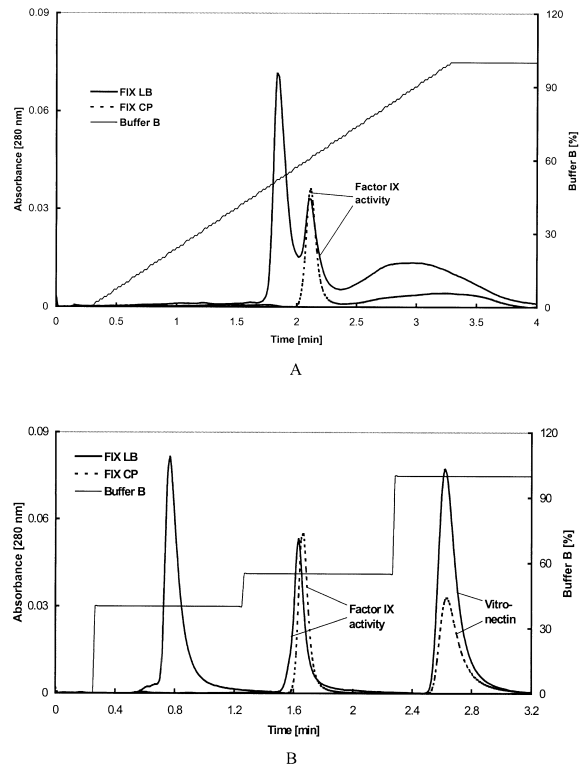 0.09
0.06
0.03
0
Absorbance [280 nm]
FIX LB
FIX CP
Buffer B
Factor IX
activity
120
90
60
30
0
Buffer B [%]
0 0.5 1 1.5 2 2.5 3 3.5 4
Time [min]
A
0.09
0.06
0.03
0
Absorbance [280 nm]
FIX LB
FIX CP
Buffer B
Factor IX
activity
Vitro-
nectin
120
90
60
30
0
Buffer B [%]
0 0.4 0.8 1.2 1.6 2 2.4 2.8 3.2
Time [min]
B